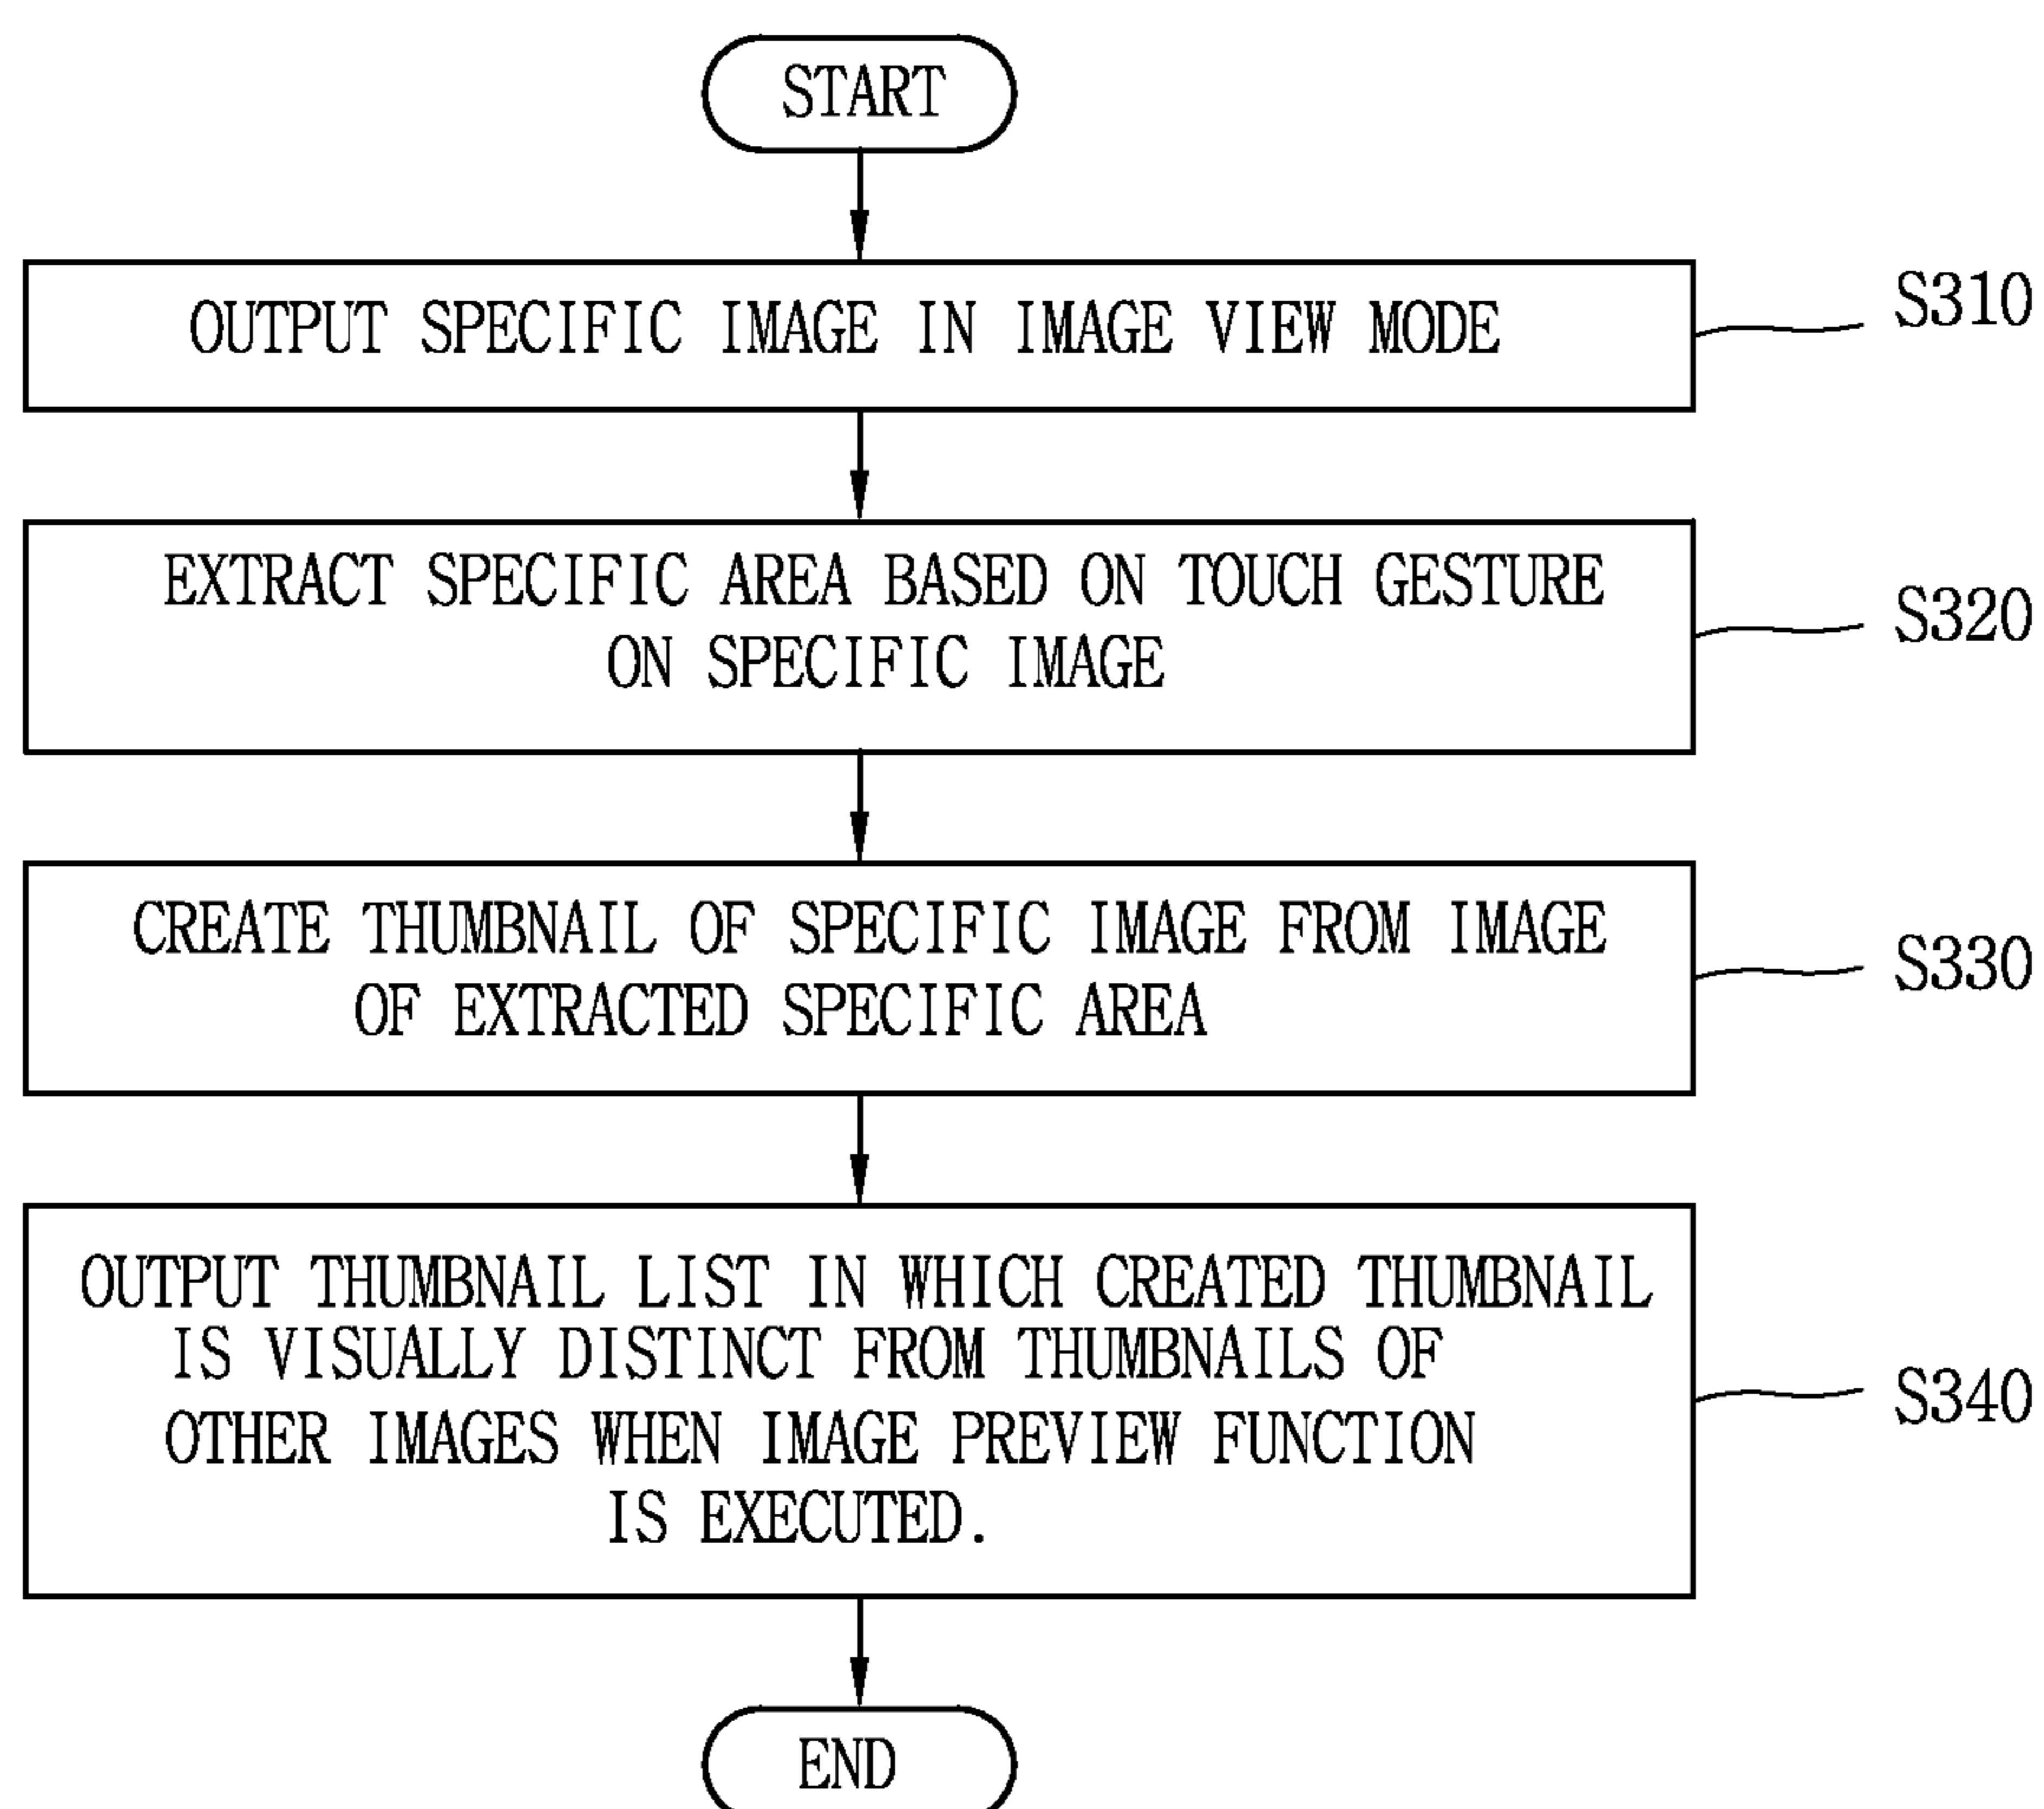 START
OUTPUT SPECIFIC IMAGE IN IMAGE VIEW MODE
S310
EXTRACT SPECIFIC AREA BASED ON TOUCH GESTURE
ON SPECIFIC IMAGE
S320
CREATE THUMBNAIL OF SPECIFIC IMAGE FROM IMAGE
OF EXTRACTED SPECIFIC AREA
S330
OUTPUT THUMBNAIL LIST IN WHICH CREATED THUMBNAIL
IS VISUALLY DISTINCT FROM THUMBNAILS OF
OTHER IMAGES WHEN IMAGE PREVIEW FUNCTION
IS EXECUTED.
S340
END